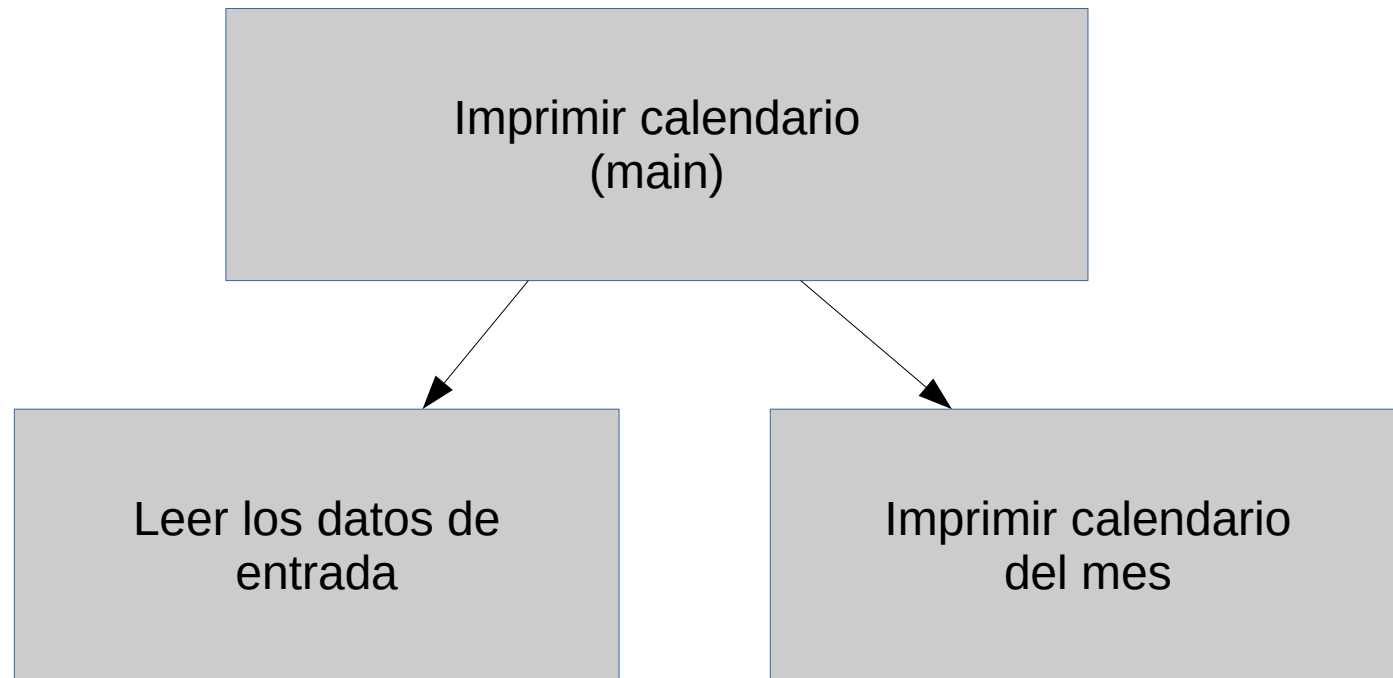 Imprimir calendario
(main)
Leer los datos de
entrada
Imprimir calendario
del mes